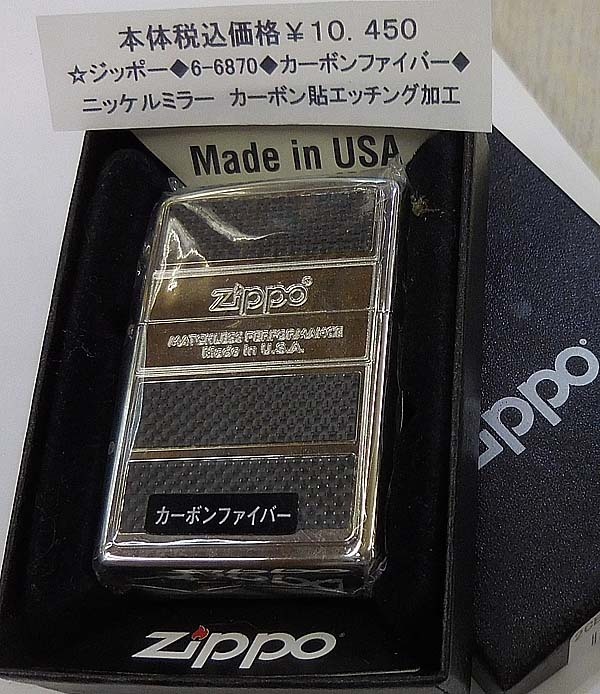 本体税込価格￥10. 450
☆ジッポー◆6-6870◆カーボンファイバー◆
ニッケルミラー カーボン貼エッチング加工
Made in USA
zippo®
MATCHLESS PERFORMANCE
Made in U.S.A.
カーボンファイバー
zippo
zippo